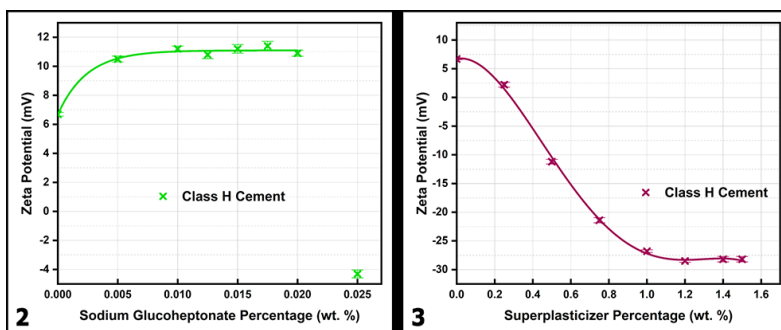 Zeta Potential (mV)
12
10
8
6
4
2
0
-2
-4
Class H Cement
0.000 0.005 0.010 0.015 0.020 0.025
Sodium Glucoheptonate Percentage (wt. %)
2
Zeta Potential (mV)
10
5
0
-5
-10
-15
-20
-25
-30
Class H Cement
0.0 0.2 0.4 0.6 0.8 1.0 1.2 1.4 1.6
Superplasticizer Percentage (wt. %)
3